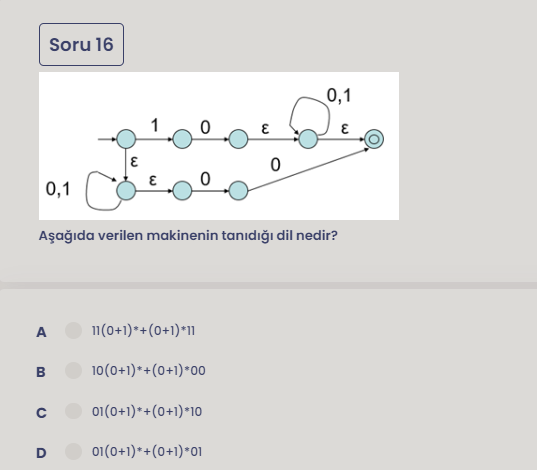 Soru 16
0,1
1 0 ε ε
ε 0
0,1 ε 0
Aşağıda verilen makinenin tanıdığı dil nedir?
A 11(0+1)*+(0+1)*11
B 10(0+1)*+(0+1)*00
C 01(0+1)*+(0+1)*10
D 01(0+1)*+(0+1)*01